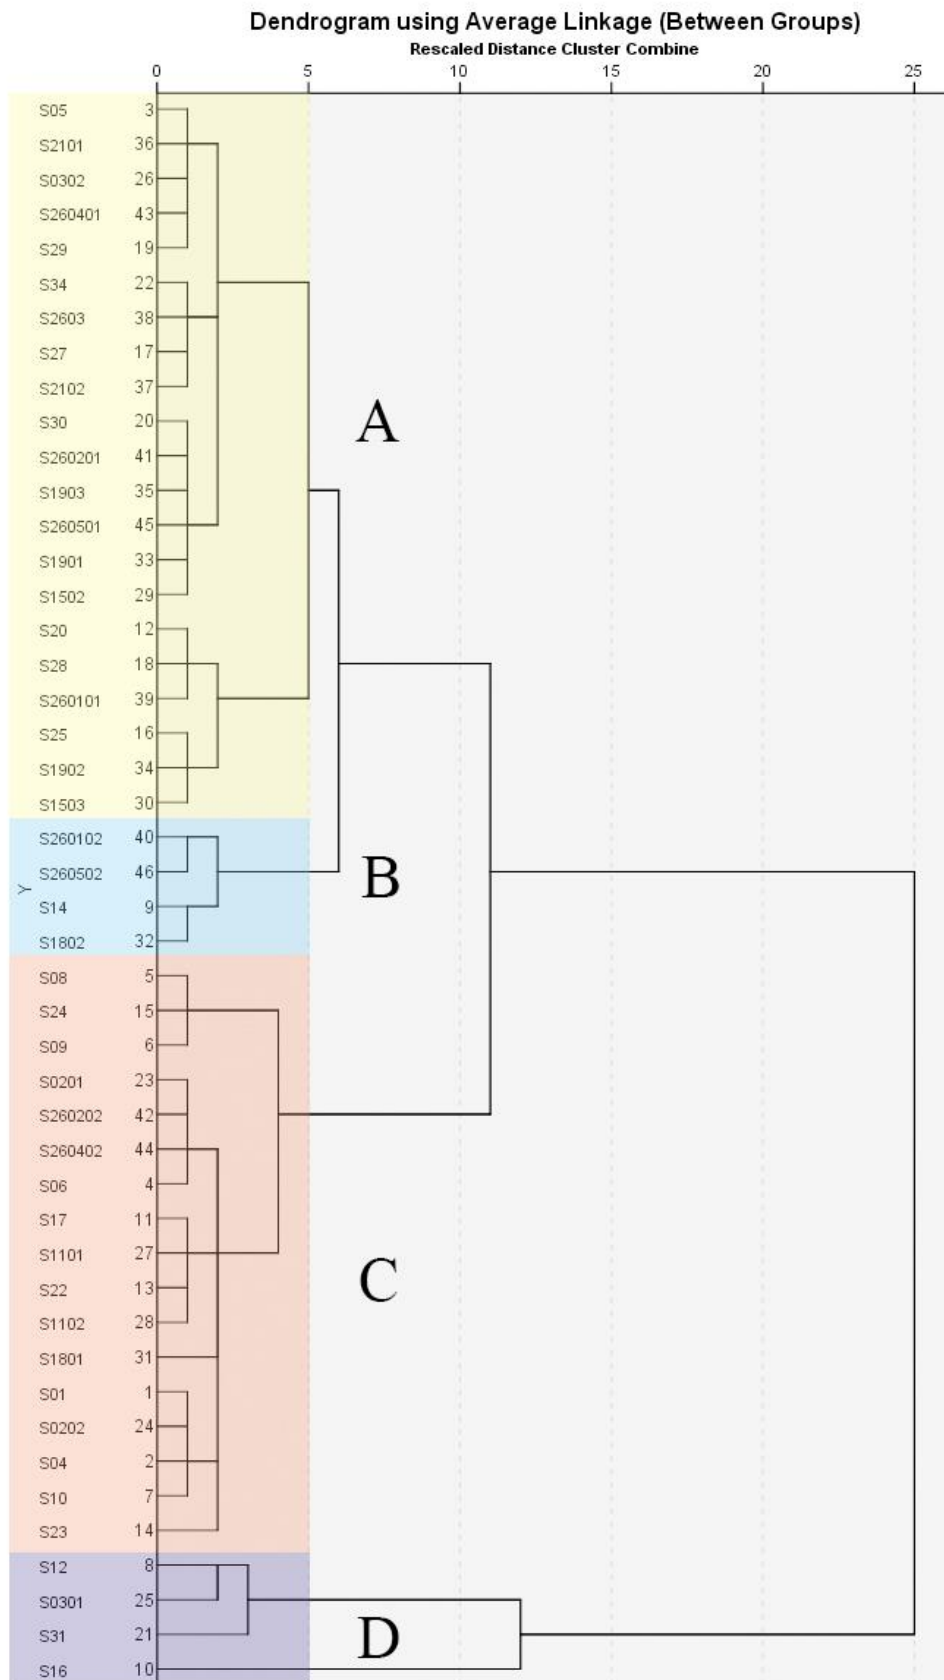 Dendrogram using Average Linkage (Between Groups)
Rescaled Distance Cluster Combine
0 5 10 15 20 25
S05 3
S2101 36
S0302 26
S260401 43
S29 19
S34 22
S2603 38
S27 17
S2102 37
S30 20
A
S260201 41
S1903 35
S260501 45
S1901 33
S1502 29
S20 12
S28 18
S260101 39
S25 16
S1902 34
S1503 30
S260102 40
S260502 46
B
Y
S14 9
S1802 32
S08 5
S24 15
S09 6
S0201 23
S260202 42
S260402 44
S06 4
S17 11
S1101 27
C
S22 13
S1102 28
S1801 31
S01 1
S0202 24
S04 2
S10 7
S23 14
S12 8
S0301 25
S31 21
D
S16 10